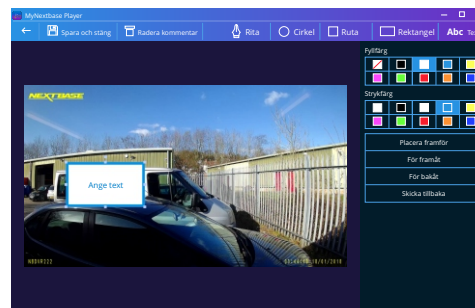 MyNextbase Player
Spara och stäng
Radera kommentar
Rita
Cirkel
Ruta
Rektangel
Abc Te
Fyllfärg
Strykfärg
Placera framför
För framåt
För bakåt
Skicka tillbaka
NEXTBASE
Ange text